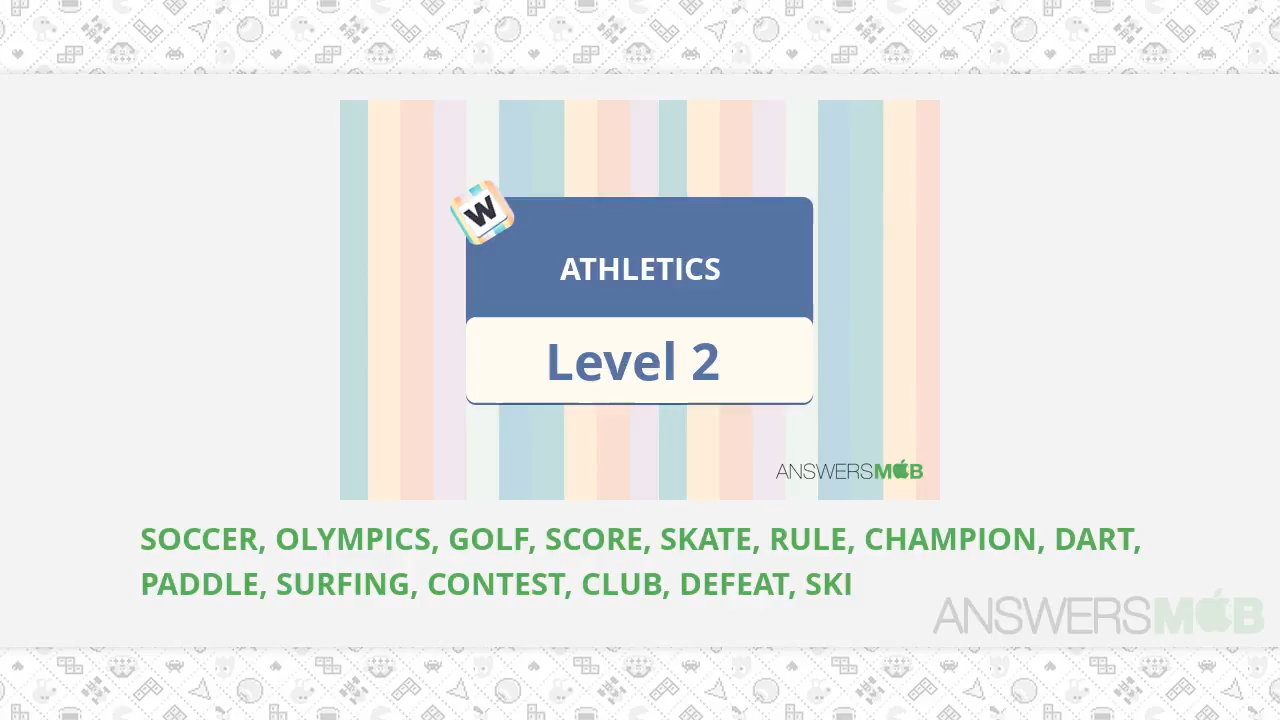 W
ATHLETICS
Level 2
ANSWERSMOB
SOCCER, OLYMPICS, GOLF, SCORE, SKATE, RULE, CHAMPION, DART,
PADDLE, SURFING, CONTEST, CLUB, DEFEAT, SKI
ANSWERSMOB